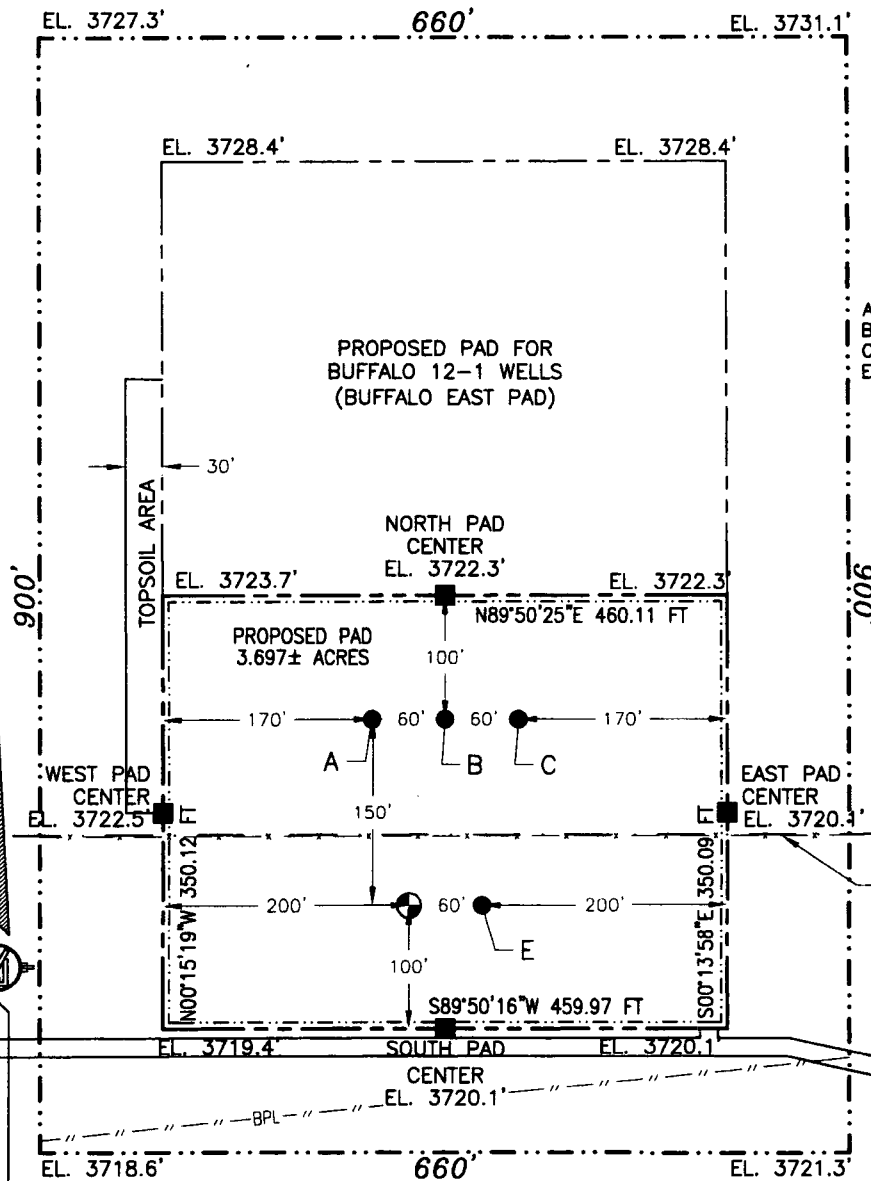 EL. 3727.3'
660'
EL. 3731.1'
EL. 3728.4'
EL. 3728.4'
A
B
C
E
PROPOSED PAD FOR
BUFFALO 12-1 WELLS
(BUFFALO EAST PAD)
30'
TOPSOIL AREA
900'
900'
NORTH PAD
CENTER
EL. 3722.3'
EL. 3723.7'
EL. 3722.3'
N89°50'25"E 460.11 FT
PROPOSED PAD
3.697± ACRES
100'
170'
60'
60'
170'
A
B
C
WEST PAD
CENTER
EL. 3722.5'
EAST PAD
CENTER
EL. 3720.1'
150'
N00°15'19"W 350.12 FT
S00°13'58"E 350.09 FT
200'
60'
200'
E
100'
S89°50'16"W 459.97 FT
EL. 3719.4'
SOUTH PAD
CENTER
EL. 3720.1'
EL. 3720.1
BPL
EL. 3718.6'
660'
EL. 3721.3'